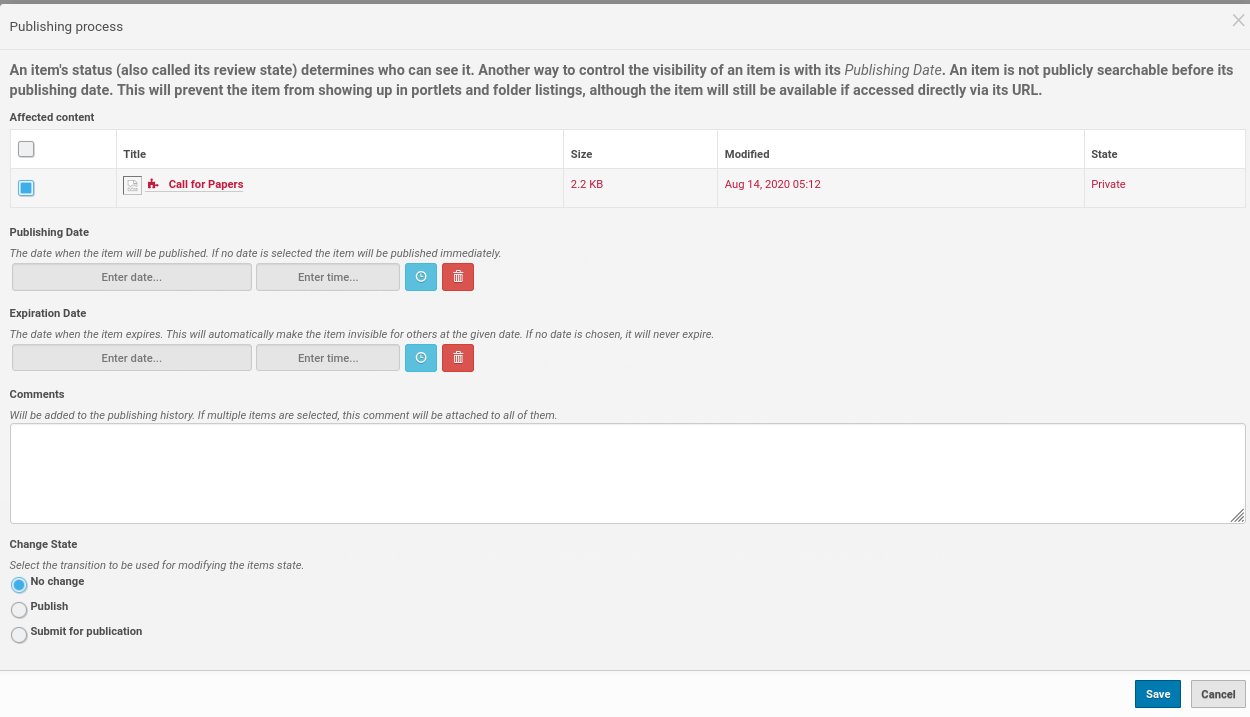 Publishing process
An item's status (also called its review state) determines who can see it. Another way to control the visibility of an item is with its Publishing Date. An item is not publicly searchable before its
publishing date. This will prevent the item from showing up in portlets and folder listings, although the item will still be available if accessed directly via its URL.
Affected content
Title Size Modified State
Call for Papers 2.2 KB Aug 14, 2020 05:12 Private
Publishing Date
The date when the item will be published. If no date is selected the item will be published immediately.
Enter date... Enter time...
Expiration Date
The date when the item expires. This will automatically make the item invisible for others at the given date. If no date is chosen, it will never expire.
Enter date... Enter time...
Comments
Will be added to the publishing history. If multiple items are selected, this comment will be attached to all of them.
Change State
Select the transition to be used for modifying the items state.
No change
Publish
Submit for publication
Save Cancel